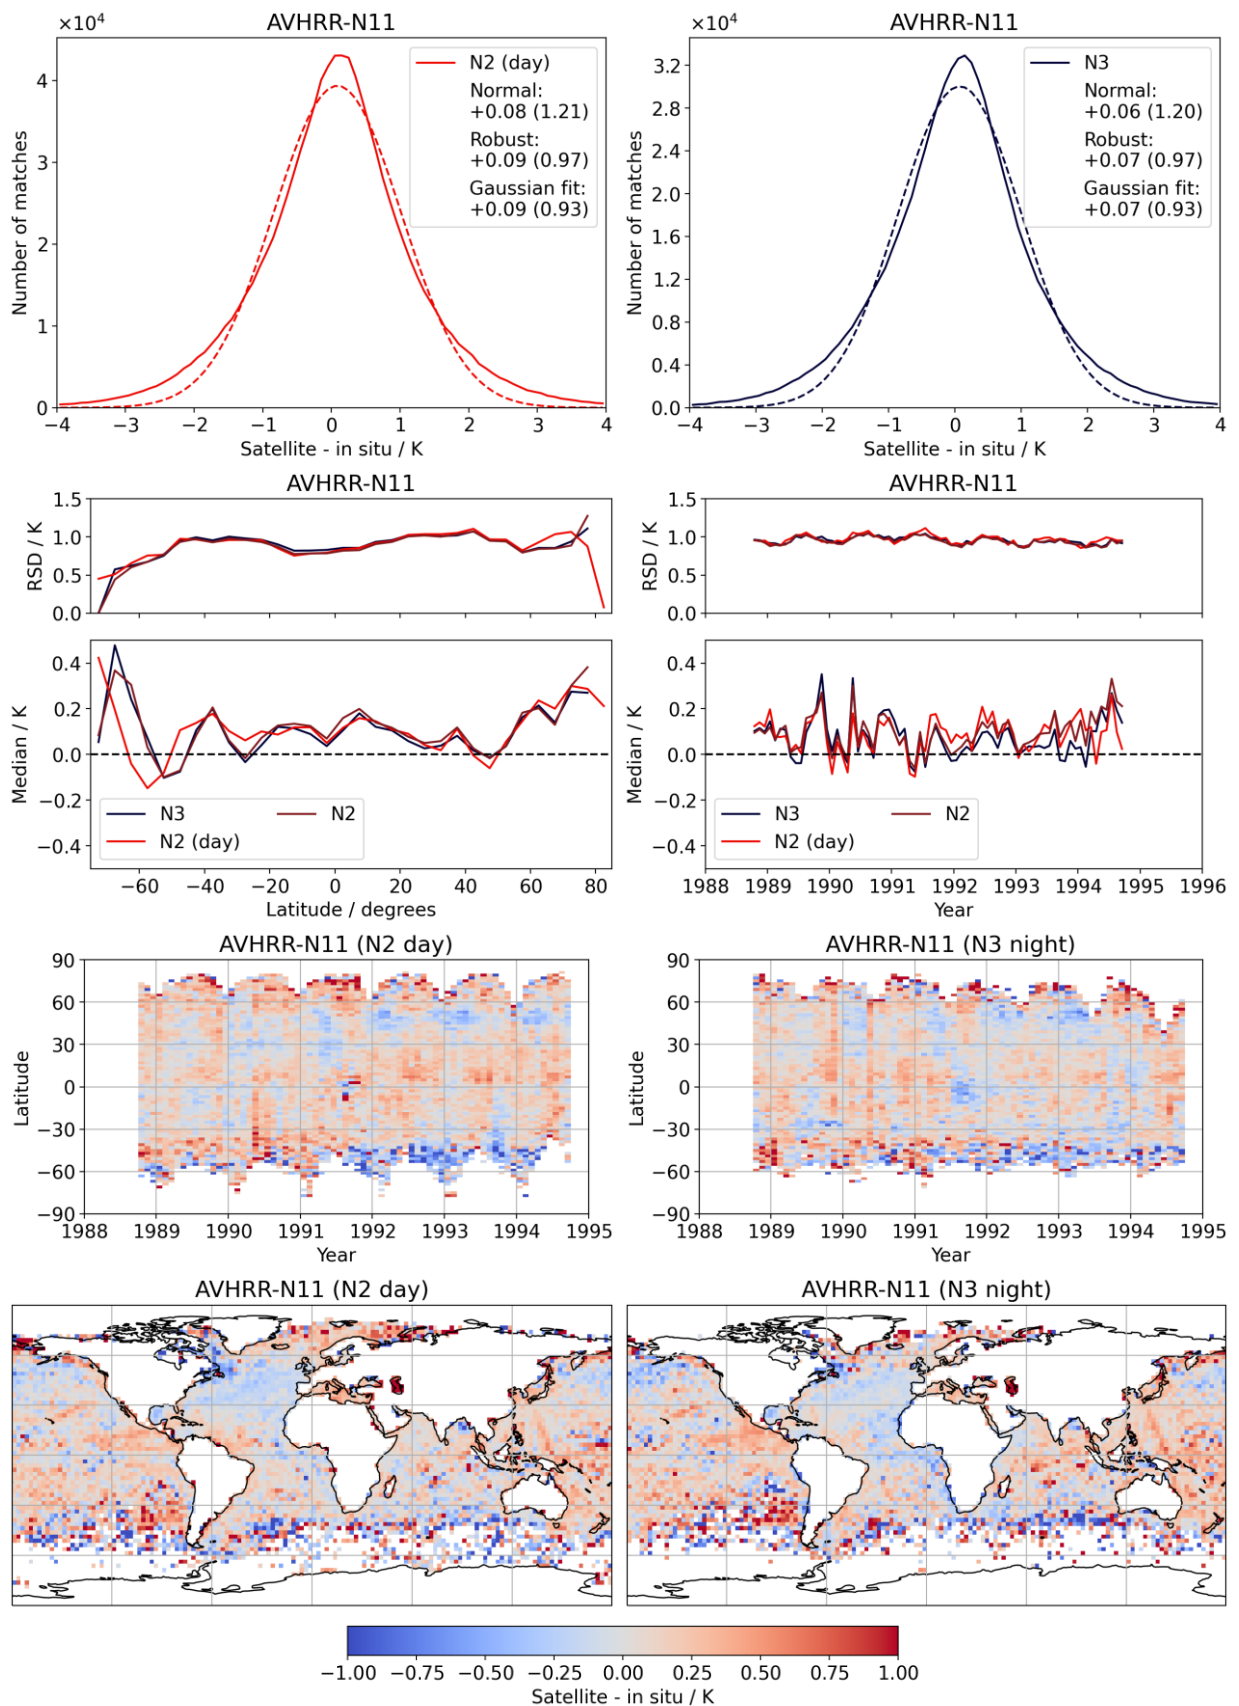 AVHRR-N11
×10⁴
N2 (day)
Normal:
+0.08 (1.21)
Robust:
+0.09 (0.97)
Gaussian fit:
+0.09 (0.93)
Number of matches
4
3
2
1
0
−4 −3 −2 −1 0 1 2 3 4
Satellite - in situ / K
AVHRR-N11
×10⁴
N3
Normal:
+0.06 (1.20)
Robust:
+0.07 (0.97)
Gaussian fit:
+0.07 (0.93)
Number of matches
3.2
2.8
2.4
2.0
1.6
1.2
0.8
0.4
0.0
−4 −3 −2 −1 0 1 2 3 4
Satellite - in situ / K
AVHRR-N11
RSD / K
1.5
1.0
0.5
0.0
Median / K
0.4
0.2
0.0
−0.2
−0.4
N3 N2
N2 (day)
−60 −40 −20 0 20 40 60 80
Latitude / degrees
AVHRR-N11
RSD / K
1.5
1.0
0.5
0.0
Median / K
0.4
0.2
0.0
−0.2
−0.4
N3 N2
N2 (day)
1988 1989 1990 1991 1992 1993 1994 1995 1996
Year
AVHRR-N11 (N2 day)
Latitude
90
60
30
0
−30
−60
−90
1988 1989 1990 1991 1992 1993 1994 1995
Year
AVHRR-N11 (N3 night)
Latitude
90
60
30
0
−30
−60
−90
1988 1989 1990 1991 1992 1993 1994 1995
Year
AVHRR-N11 (N2 day)
AVHRR-N11 (N3 night)
−1.00 −0.75 −0.50 −0.25 0.00 0.25 0.50 0.75 1.00
Satellite - in situ / K